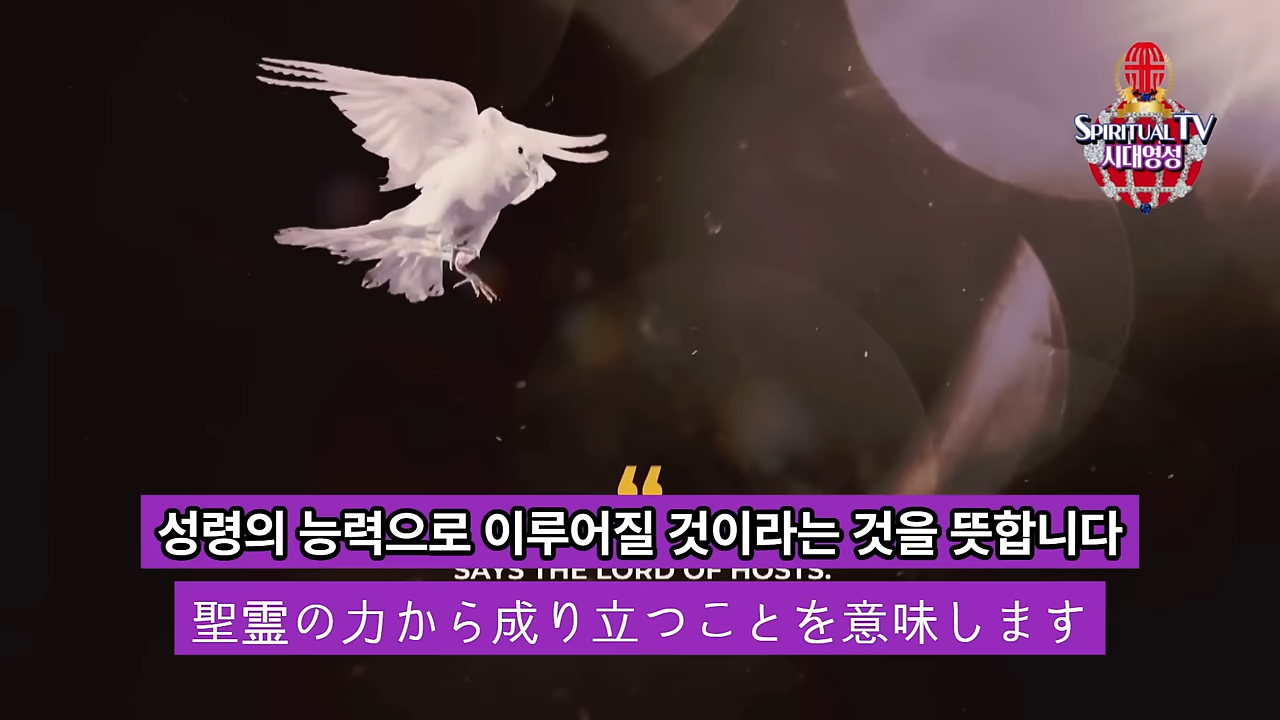 SPIRITUAL TV
시대영성
“
성령의 능력으로 이루어질 것이라는 것을 뜻합니다
SAYS THE LORD OF HOSTS.
聖霊の力から成り立つことを意味します